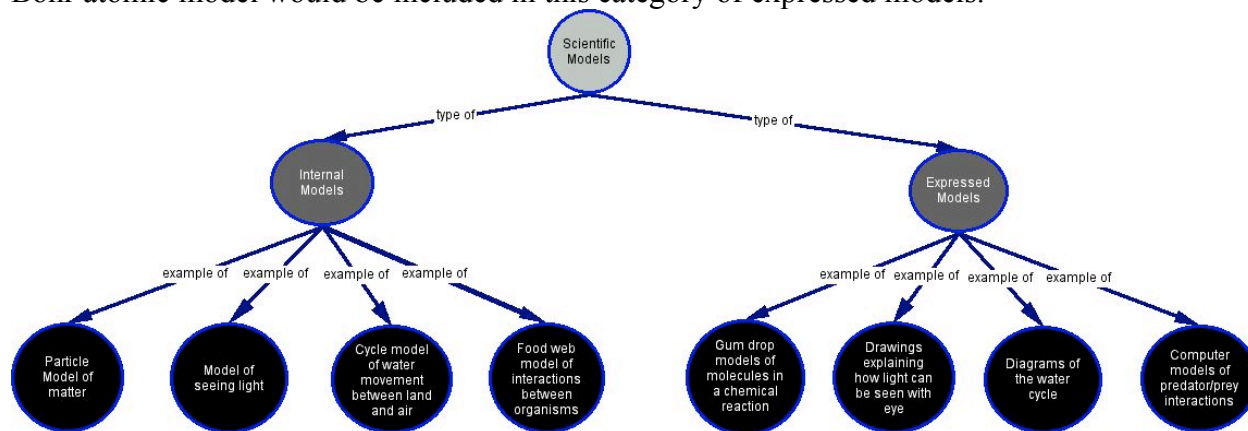 Bohr atomic model would be included in this category of expressed models.
Scientific
Models
type of
type of
Internal
Models
Expressed
Models
example of
example of
example of
example of
example of
example of
example of
example of
Particle
Model of
matter
Model of
seeing light
Cycle model
of water
movement
between land
and air
Food web
model of
interactions
between
organisms
Gum drop
models of
molecules in
a chemical
reaction
Drawings
explaining
how light can
be seen with
eye
Diagrams of
the water
cycle
Computer
models of
predator/prey
interactions